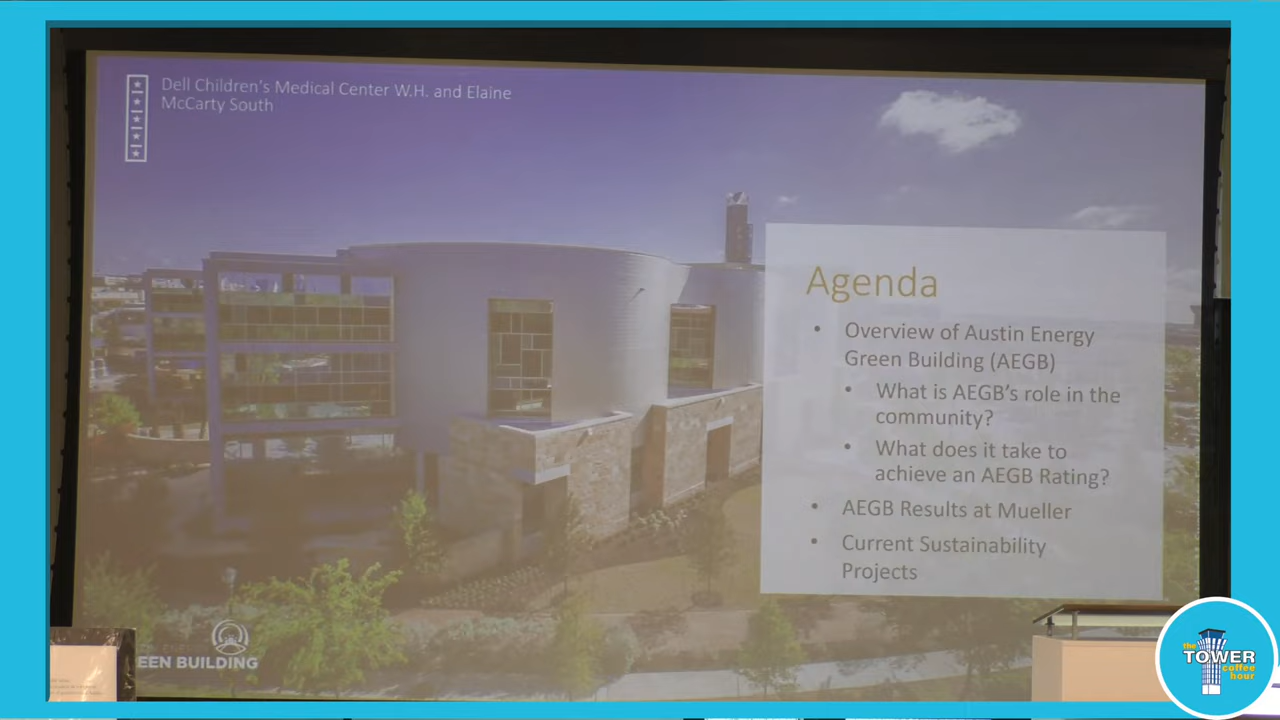 Dell Children's Medical Center W.H. and Elaine
McCarty South
Agenda
• Overview of Austin Energy
Green Building (AEGB)
• What is AEGB's role in the
community?
• What does it take to
achieve an AEGB Rating?
• AEGB Results at Mueller
• Current Sustainability
Projects
EEN BUILDING
the
TOWER
coffee
hour